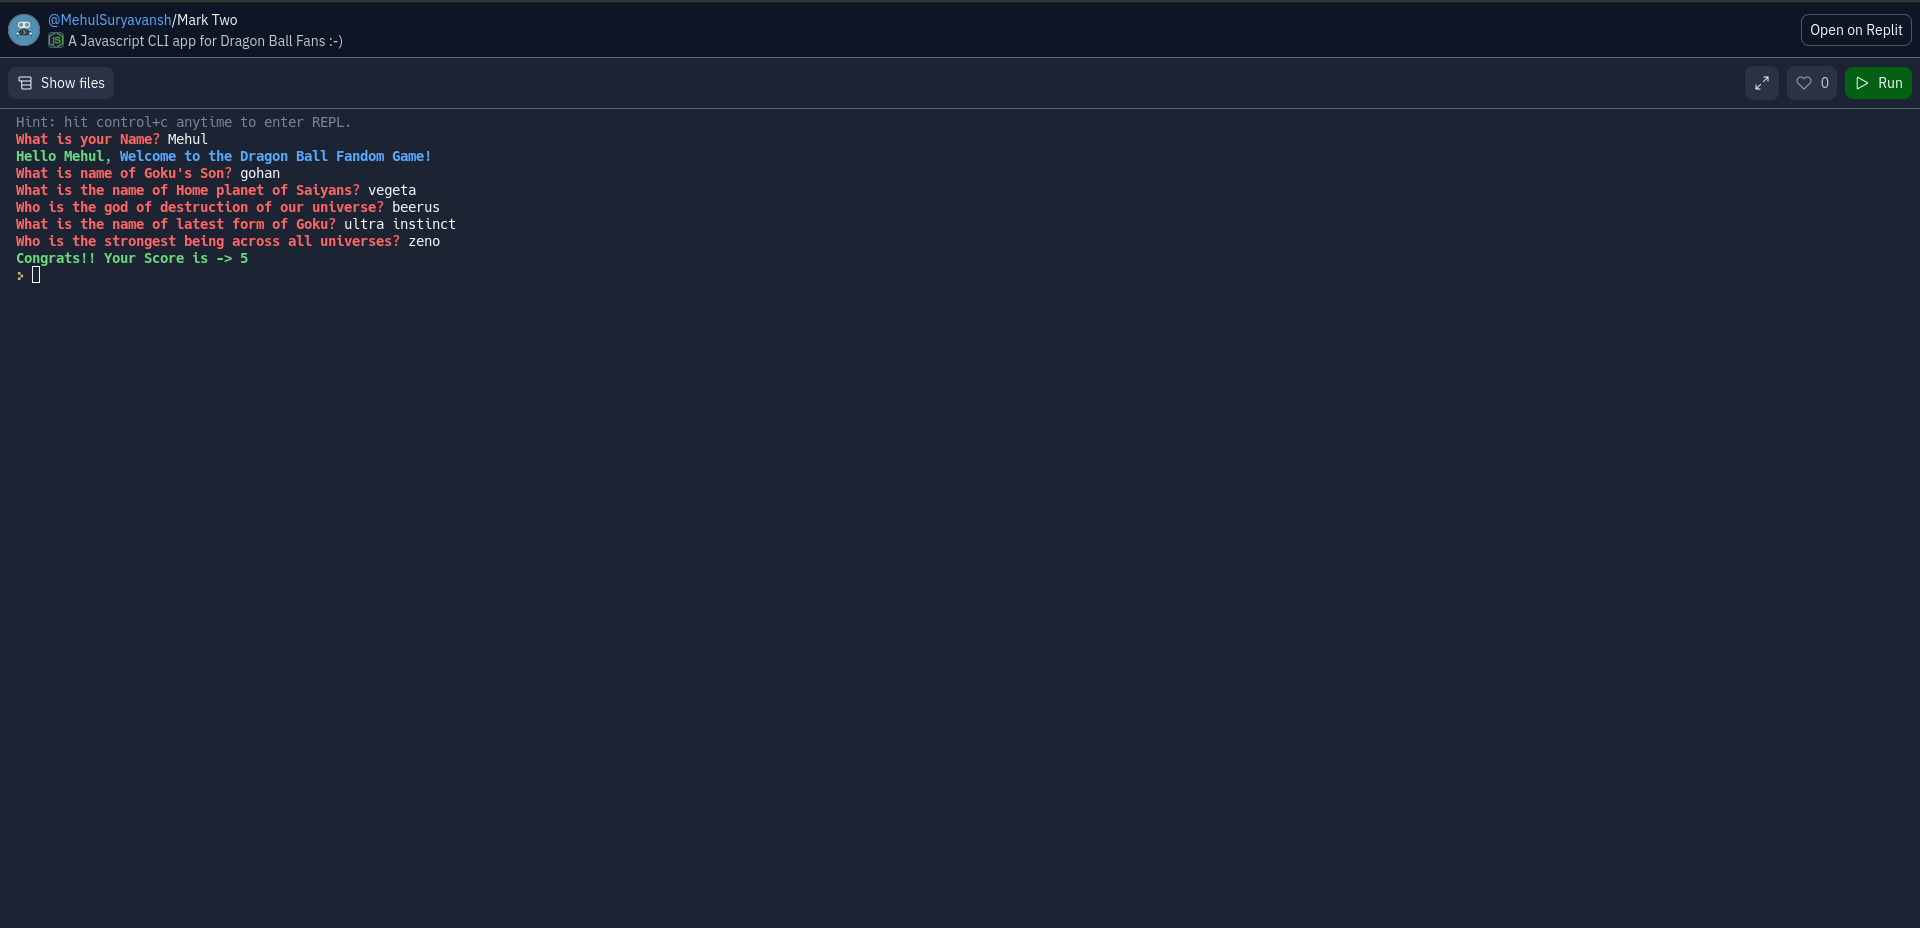 @MehulSuryavansh/Mark Two
JS A Javascript CLI app for Dragon Ball Fans :-)
Open on Replit
Show files
0
Run
Hint: hit control+c anytime to enter REPL.
What is your Name? Mehul
Hello Mehul, Welcome to the Dragon Ball Fandom Game!
What is name of Goku's Son? gohan
What is the name of Home planet of Saiyans? vegeta
Who is the god of destruction of our universe? beerus
What is the name of latest form of Goku? ultra instinct
Who is the strongest being across all universes? zeno
Congrats!! Your Score is -> 5